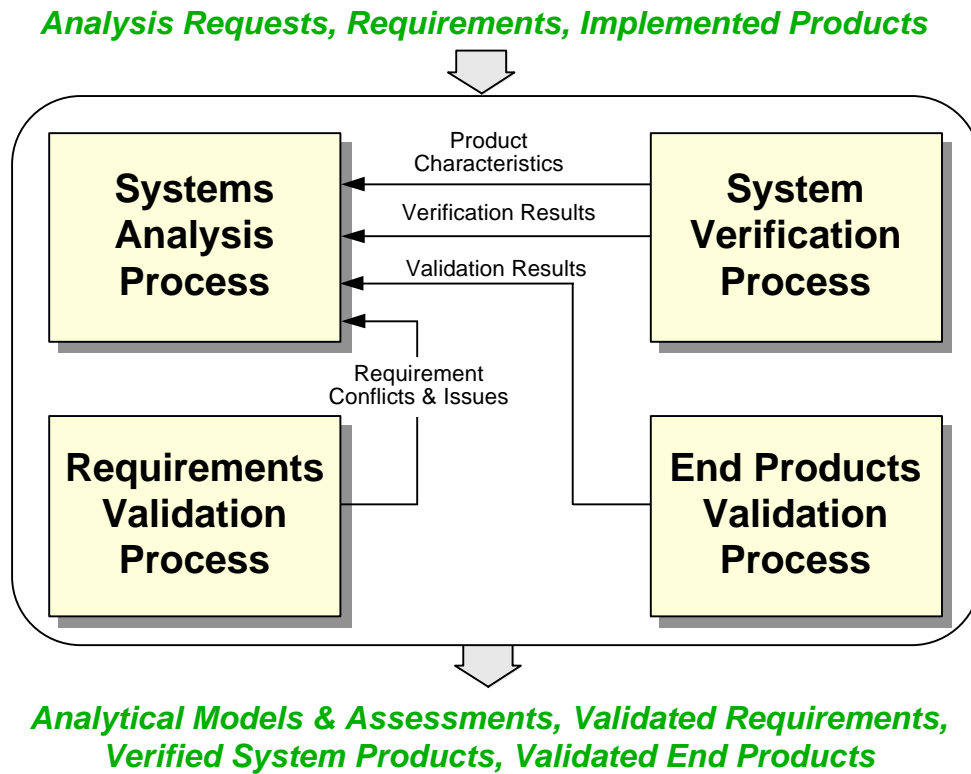 Analysis Requests, Requirements, Implemented Products
Systems
Analysis
Process
Product
Characteristics
Verification Results
Validation Results
Requirement
Conflicts & Issues
System
Verification
Process
Requirements
Validation
Process
End Products
Validation
Process
Analytical Models & Assessments, Validated Requirements,
Verified System Products, Validated End Products